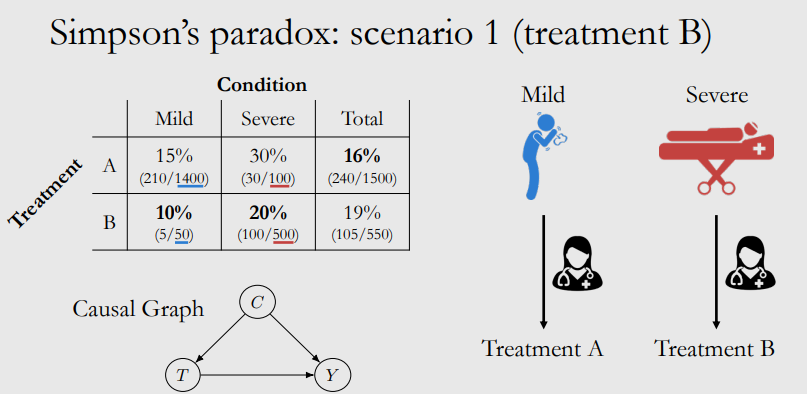 Simpson's paradox: scenario 1 (treatment B)
Condition
Mild Severe Total
Treatment
A 15% 30% 16%
(210/1400) (30/100) (240/1500)
B 10% 20% 19%
(5/50) (100/500) (105/550)
Causal Graph
C
T Y
Mild Severe
Treatment A Treatment B